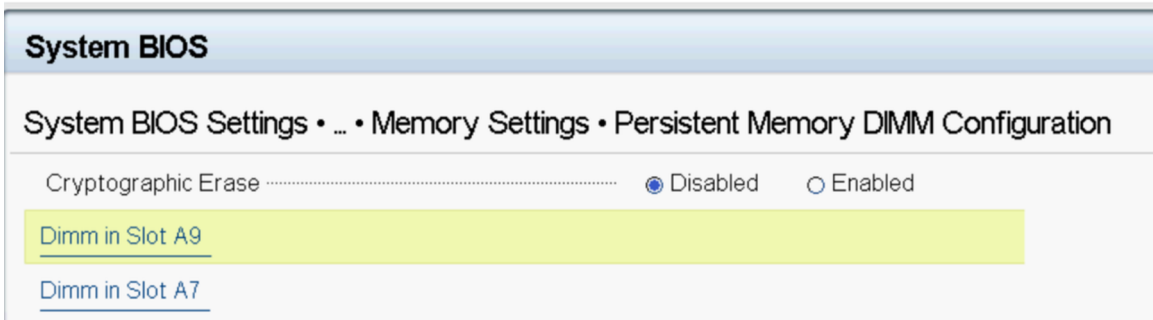 System BIOS
System BIOS Settings • ... • Memory Settings • Persistent Memory DIMM Configuration
Cryptographic Erase Disabled Enabled
Dimm in Slot A9
Dimm in Slot A7